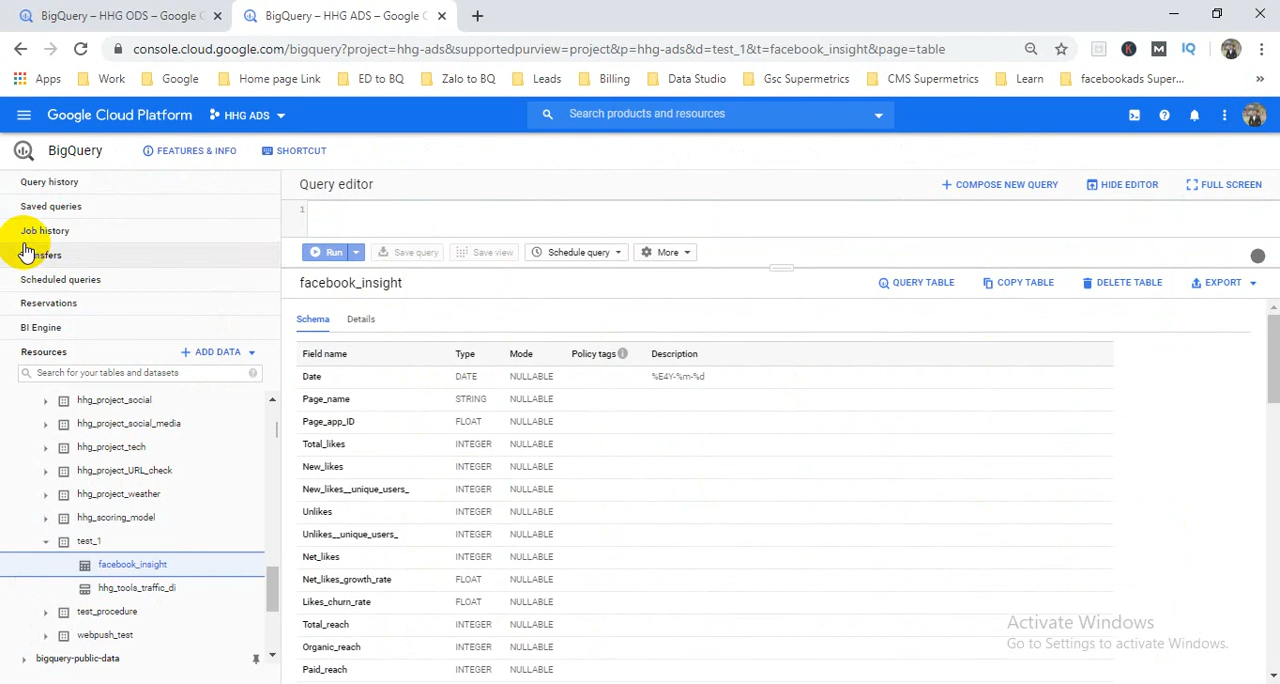 BigQuery – HHG ODS – Google C
BigQuery – HHG ADS – Google C
console.cloud.google.com/bigquery?project=hhg-ads&supportedpurview=project&p=hhg-ads&d=test_1&t=facebook_insight&page=table
Apps Work Google Home page Link ED to BQ Zalo to BQ Leads Billing Data Studio Gsc Supermetrics CMS Supermetrics Learn facebookads Super...
Google Cloud Platform HHG ADS Search products and resources
BigQuery FEATURES & INFO SHORTCUT
Query history
Saved queries
Job history
nsfers
Scheduled queries
Reservations
BI Engine
Resources + ADD DATA
Search for your tables and datasets
hhg_project_social
hhg_project_social_media
hhg_project_tech
hhg_project_URL_check
hhg_project_weather
hhg_scoring_model
test_1
facebook_insight
hhg_tools_traffic_di
test_procedure
webpush_test
bigquery-public-data
Query editor + COMPOSE NEW QUERY HIDE EDITOR FULL SCREEN
1
Run Save query Save view Schedule query More
facebook_insight QUERY TABLE COPY TABLE DELETE TABLE EXPORT
Schema Details
Field name Type Mode Policy tags Description
Date DATE NULLABLE %E4Y-%m-%d
Page_name STRING NULLABLE
Page_app_ID FLOAT NULLABLE
Total_likes INTEGER NULLABLE
New_likes INTEGER NULLABLE
New_likes__unique_users_ INTEGER NULLABLE
Unlikes INTEGER NULLABLE
Unlikes__unique_users_ INTEGER NULLABLE
Net_likes INTEGER NULLABLE
Net_likes_growth_rate FLOAT NULLABLE
Likes_churn_rate FLOAT NULLABLE
Total_reach INTEGER NULLABLE
Organic_reach INTEGER NULLABLE
Paid_reach INTEGER NULLABLE
Activate Windows
Go to Settings to activate Windows.